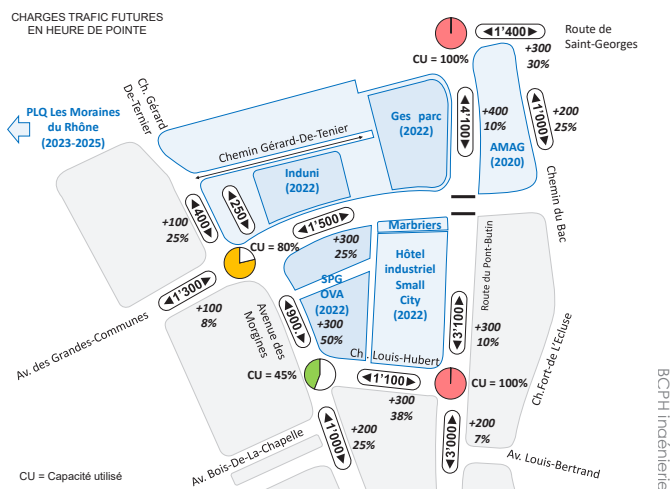 CHARGES TRAFIC FUTURES
EN HEURE DE POINTE
◄1'400►
Route de
Saint-Georges
+300
30%
CU = 100%
Ch. Gérard
De-Ternier
PLQ Les Moraines
du Rhône
(2023-2025)
Ges parc
(2022)
◄4'100►
+400
10%
AMAG
(2020)
◄1'000►
+200
25%
Chemin Gérard-De-Tenier
Induni
(2022)
Chemin du Bac
◄400►
◄250►
+100
25%
◄1'500►
CU = 80%
+300
25%
Marbriers
Hôtel
industriel
Small
City
(2022)
Route du Pont-Butin
◄1'300►
+100
8%
Av. des Grandes-Communes
Avenue des
Morgines
SPG
OVA
(2022)
◄900►
+300
50%
◄3'100►
+300
10%
Ch. Louis-Hubert
Ch.Fort-de L'Ecluse
CU = 45%
◄1'100►
CU = 100%
+300
38%
◄1'000►
+200
25%
◄3'000►
+200
7%
Av. Bois-De-La-Chapelle
Av. Louis-Bertrand
CU = Capacité utilisé
BCPH ingénierie